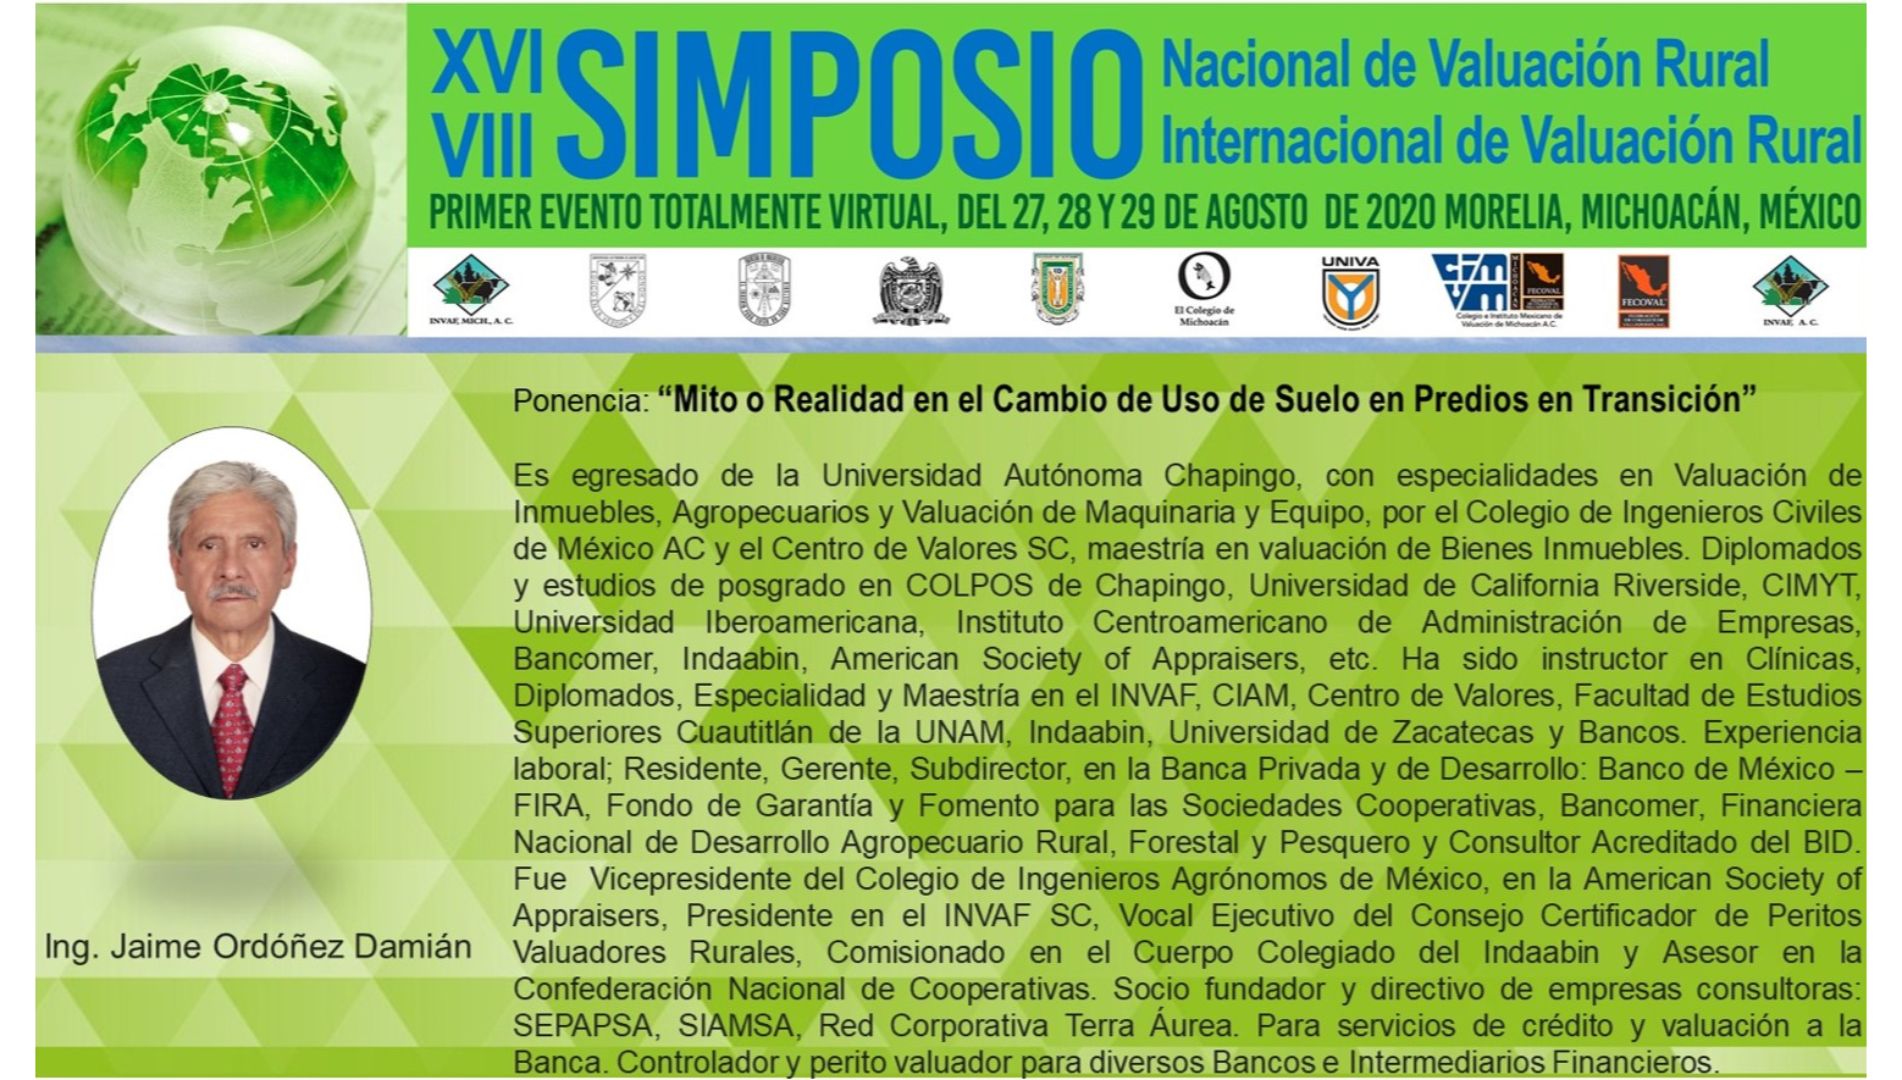 XVI
VIII
SIMPOSIO
Nacional de Valuación Rural
Internacional de Valuación Rural
PRIMER EVENTO TOTALMENTE VIRTUAL, DEL 27, 28 Y 29 DE AGOSTO DE 2020 MORELIA, MICHOACÁN, MÉXICO
INVAF, MICH., A. C.
El Colegio de
Michoacán
UNIVA
MICHOACÁN
FECOVAL
Colegio e Instituto Mexicano de
Valuación de Michoacán A.C.
FECOVAL
INVAF, A. C.
Ponencia: “Mito o Realidad en el Cambio de Uso de Suelo en Predios en Transición”
Es egresado de la Universidad Autónoma Chapingo, con especialidades en Valuación de
Inmuebles, Agropecuarios y Valuación de Maquinaria y Equipo, por el Colegio de Ingenieros Civiles
de México AC y el Centro de Valores SC, maestría en valuación de Bienes Inmuebles. Diplomados
y estudios de posgrado en COLPOS de Chapingo, Universidad de California Riverside, CIMYT,
Universidad Iberoamericana, Instituto Centroamericano de Administración de Empresas,
Bancomer, Indaabin, American Society of Appraisers, etc. Ha sido instructor en Clínicas,
Diplomados, Especialidad y Maestría en el INVAF, CIAM, Centro de Valores, Facultad de Estudios
Superiores Cuautitlán de la UNAM, Indaabin, Universidad de Zacatecas y Bancos. Experiencia
laboral; Residente, Gerente, Subdirector, en la Banca Privada y de Desarrollo: Banco de México –
FIRA, Fondo de Garantía y Fomento para las Sociedades Cooperativas, Bancomer, Financiera
Nacional de Desarrollo Agropecuario Rural, Forestal y Pesquero y Consultor Acreditado del BID.
Fue Vicepresidente del Colegio de Ingenieros Agrónomos de México, en la American Society of
Appraisers, Presidente en el INVAF SC, Vocal Ejecutivo del Consejo Certificador de Peritos
Valuadores Rurales, Comisionado en el Cuerpo Colegiado del Indaabin y Asesor en la
Confederación Nacional de Cooperativas. Socio fundador y directivo de empresas consultoras:
SEPAPSA, SIAMSA, Red Corporativa Terra Áurea. Para servicios de crédito y valuación a la
Banca. Controlador y perito valuador para diversos Bancos e Intermediarios Financieros.
Ing. Jaime Ordóñez Damián